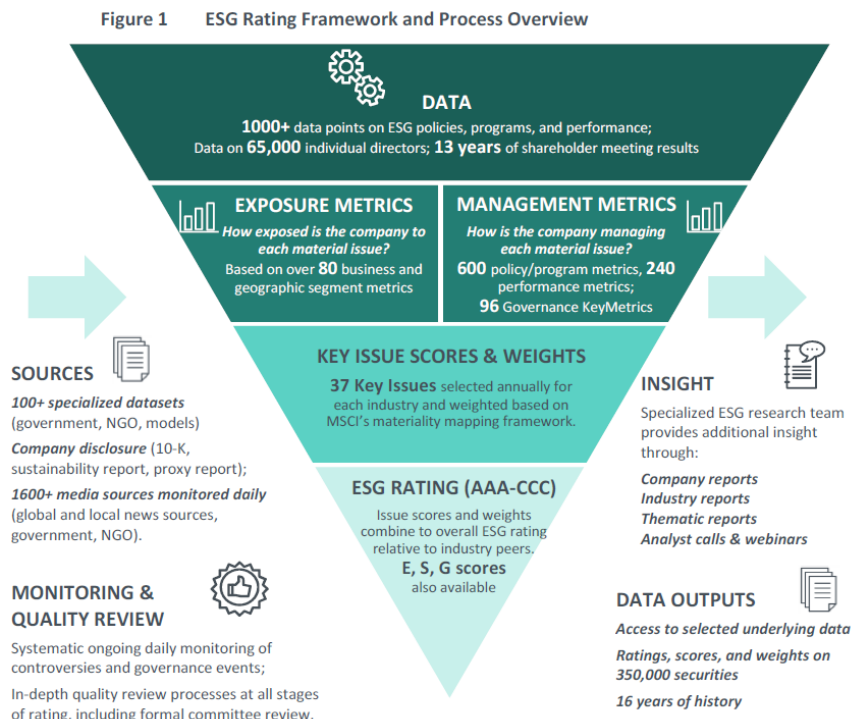 Figure 1 ESG Rating Framework and Process Overview
DATA
1000+ data points on ESG policies, programs, and performance;
Data on 65,000 individual directors; 13 years of shareholder meeting results
EXPOSURE METRICS
How exposed is the company to
each material issue?
Based on over 80 business and
geographic segment metrics
MANAGEMENT METRICS
How is the company managing
each material issue?
600 policy/program metrics, 240
performance metrics;
96 Governance KeyMetrics
KEY ISSUE SCORES & WEIGHTS
37 Key Issues selected annually for
each industry and weighted based on
MSCI's materiality mapping framework.
ESG RATING (AAA-CCC)
Issue scores and weights
combine to overall ESG rating
relative to industry peers.
E, S, G scores
also available
SOURCES
100+ specialized datasets
(government, NGO, models)
Company disclosure (10-K,
sustainability report, proxy report);
1600+ media sources monitored daily
(global and local news sources,
government, NGO).
MONITORING &
QUALITY REVIEW
Systematic ongoing daily monitoring of
controversies and governance events;
In-depth quality review processes at all stages
of rating, including formal committee review.
INSIGHT
Specialized ESG research team
provides additional insight
through:
Company reports
Industry reports
Thematic reports
Analyst calls & webinars
DATA OUTPUTS
Access to selected underlying data
Ratings, scores, and weights on
350,000 securities
16 years of history